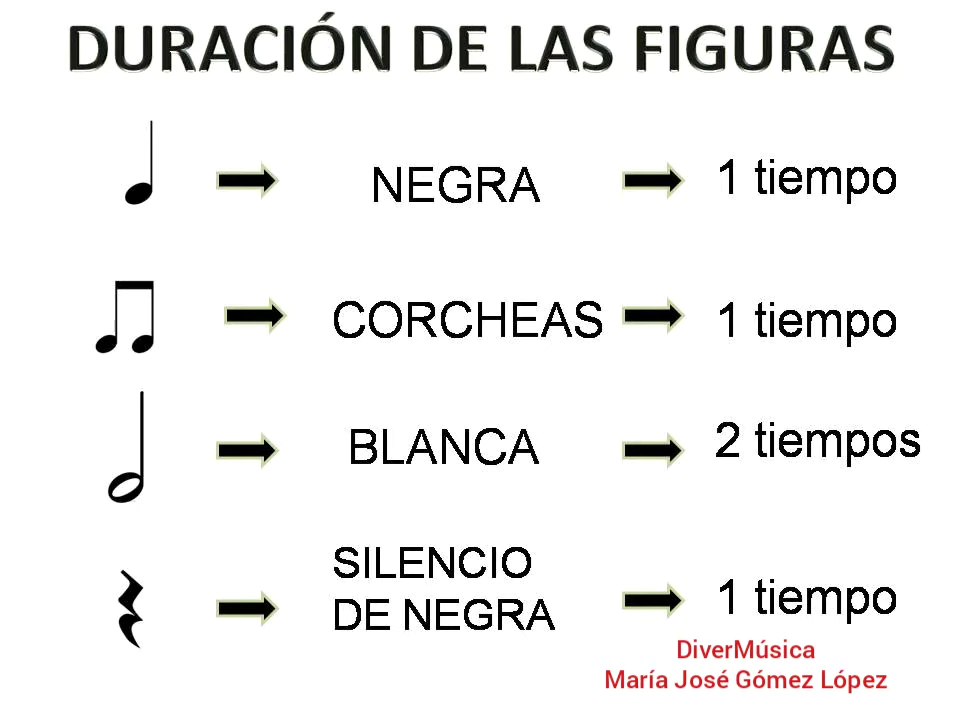 DURACIÓN DE LAS FIGURAS
NEGRA 1 tiempo
CORCHEAS 1 tiempo
BLANCA 2 tiempos
SILENCIO
DE NEGRA 1 tiempo
DiverMúsica
María José Gómez López